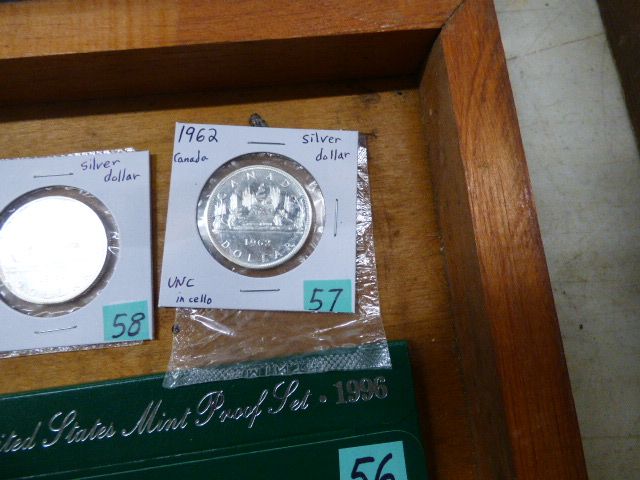 1962
Canada
silver
dollar
CANADA
1962
DOLLAR
UNC
in cello
57
silver
dollar
58
ited States Mint Proof Set · 1996
56